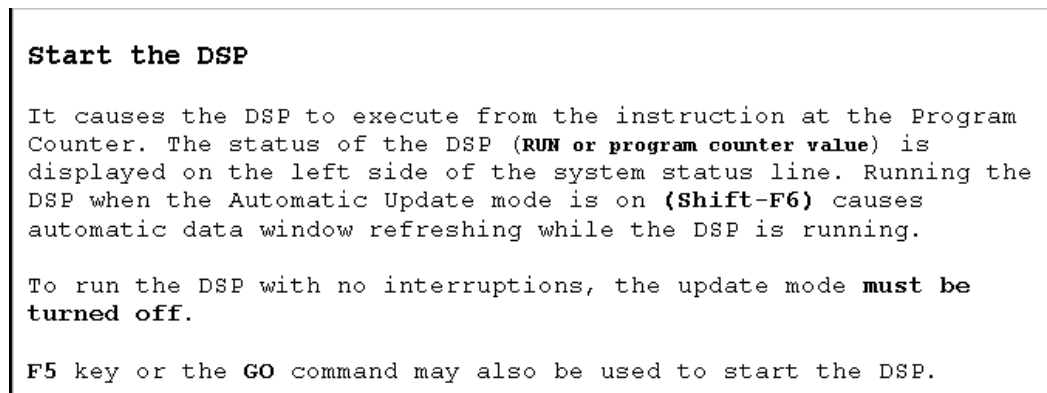 Start the DSP
It causes the DSP to execute from the instruction at the Program
Counter. The status of the DSP (RUN or program counter value) is
displayed on the left side of the system status line. Running the
DSP when the Automatic Update mode is on (Shift-F6) causes
automatic data window refreshing while the DSP is running.
To run the DSP with no interruptions, the update mode must be
turned off.
F5 key or the GO command may also be used to start the DSP.